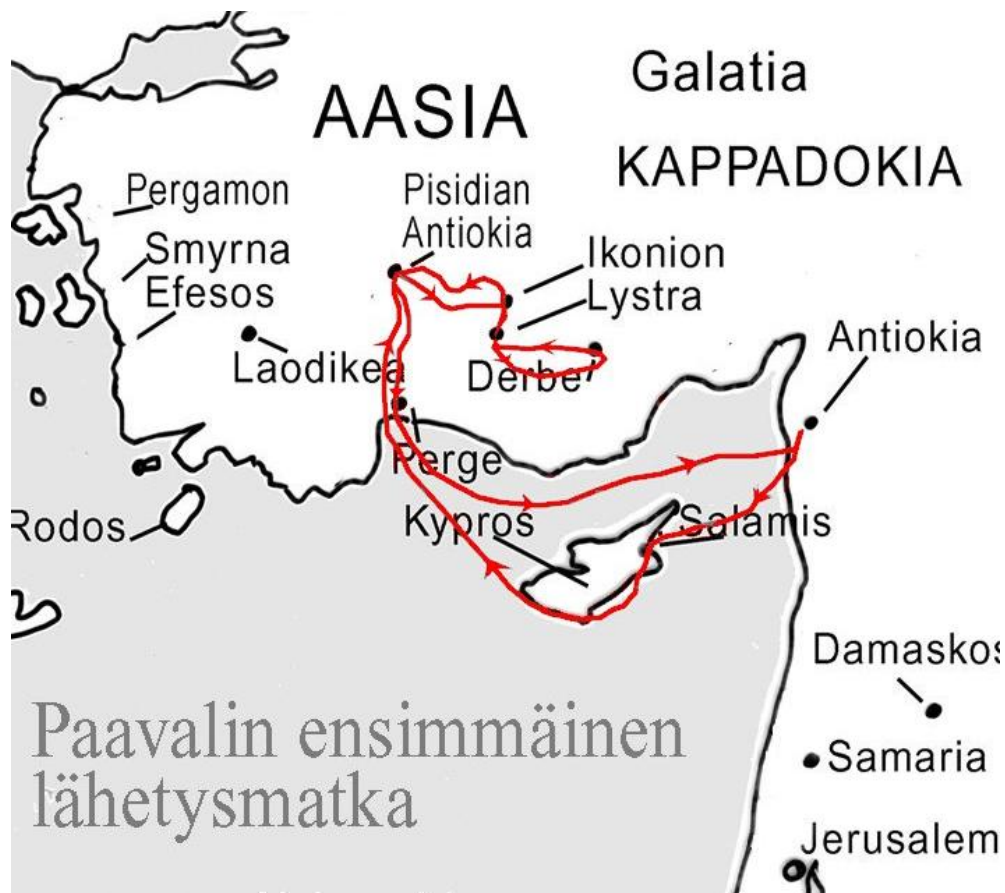 Galatia
AASIA
KAPPADOKIA
Pergamon
Pisidian
Antiokia
Smyrna
Ikonion
Efesos
Lystra
Antiokia
Laodikea
Derbe
Perge
Rodos
Kypros
Salamis
Damaskos
Paavalin ensimmäinen
lähetysmatka
Samaria
Jerusalem